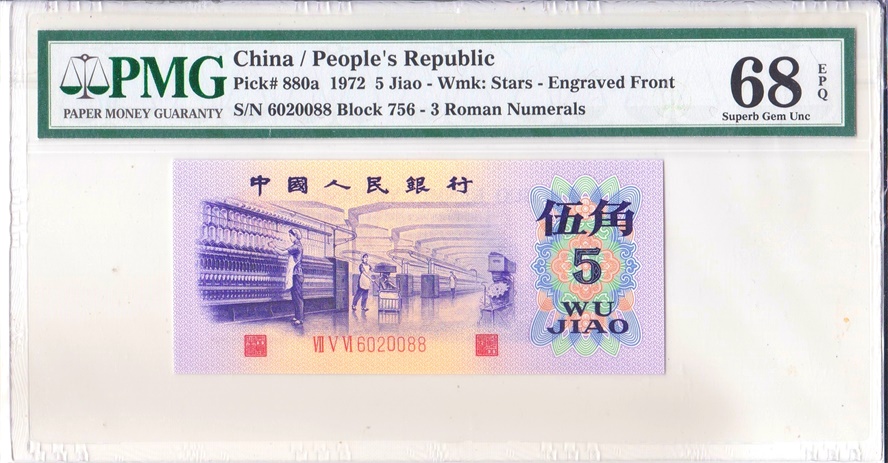 PMG
PAPER MONEY GUARANTY
China / People's Republic
Pick# 880a 1972 5 Jiao - Wmk: Stars - Engraved Front
S/N 6020088 Block 756 - 3 Roman Numerals
68 EPQ
Superb Gem Unc
中國人民銀行
伍角
5
WU
JIAO
Ⅶ Ⅴ Ⅵ 6020088